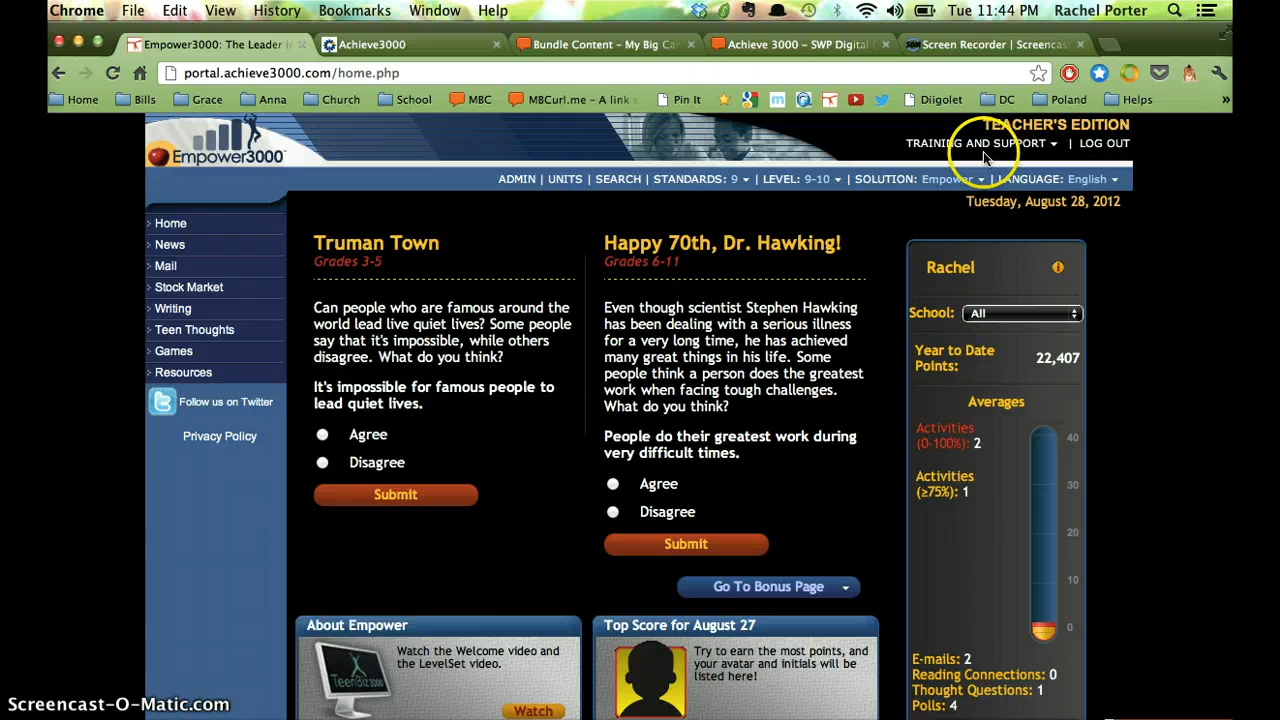 Chrome File Edit View History Bookmarks Window Help Tue 11:44 PM Rachel Porter
Empower3000: The Leader i Achieve3000 Bundle Content - My Big Ca Achieve 3000 – SWP Digital Screen Recorder | Screencast
portal.achieve3000.com/home.php
Home Bills Grace Anna Church School MBC MBCurl.me - A link s Pin It Diigolet DC Poland Helps »
TEACHER'S EDITION
Empower3000 TRAINING AND SUPPORT | LOG OUT
ADMIN | UNITS | SEARCH | STANDARDS: 9 | LEVEL: 9-10 | SOLUTION: Empower | LANGUAGE: English
Tuesday, August 28, 2012
Home
News
Mail
Stock Market
Writing
Teen Thoughts
Games
Resources
Follow us on Twitter
Privacy Policy
Truman Town
Grades 3-5
Can people who are famous around the
world lead live quiet lives? Some people
say that it's impossible, while others
disagree. What do you think?
It's impossible for famous people to
lead quiet lives.
Agree
Disagree
Submit
Happy 70th, Dr. Hawking!
Grades 6-11
Even though scientist Stephen Hawking
has been dealing with a serious illness
for a very long time, he has achieved
many great things in his life. Some
people think a person does the greatest
work when facing tough challenges.
What do you think?
People do their greatest work during
very difficult times.
Agree
Disagree
Submit
Go To Bonus Page
About Empower
Watch the Welcome video and
the LevelSet video.
TeenBiz3000
Watch
Top Score for August 27
Try to earn the most points, and
your avatar and initials will be
listed here!
Rachel
School: All
Year to Date
Points: 22,407
Averages
Activities
(0-100%): 2
Activities
(≥75%): 1
40
30
20
10
0
E-mails: 2
Reading Connections: 0
Thought Questions: 1
Polls: 4
Screencast-O-Matic.com